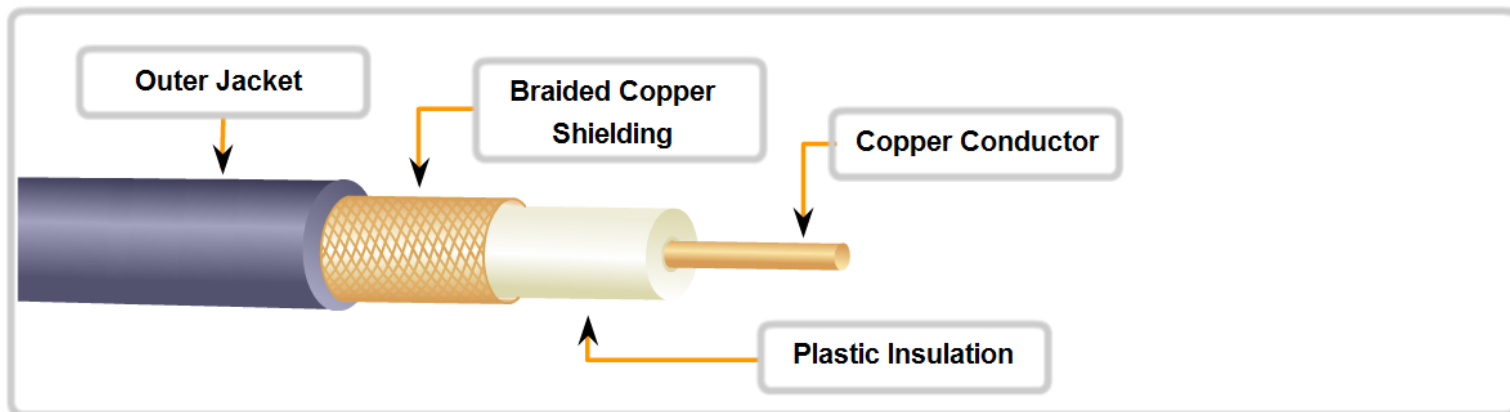 Outer Jacket
Braided Copper
Shielding
Copper Conductor
Plastic Insulation